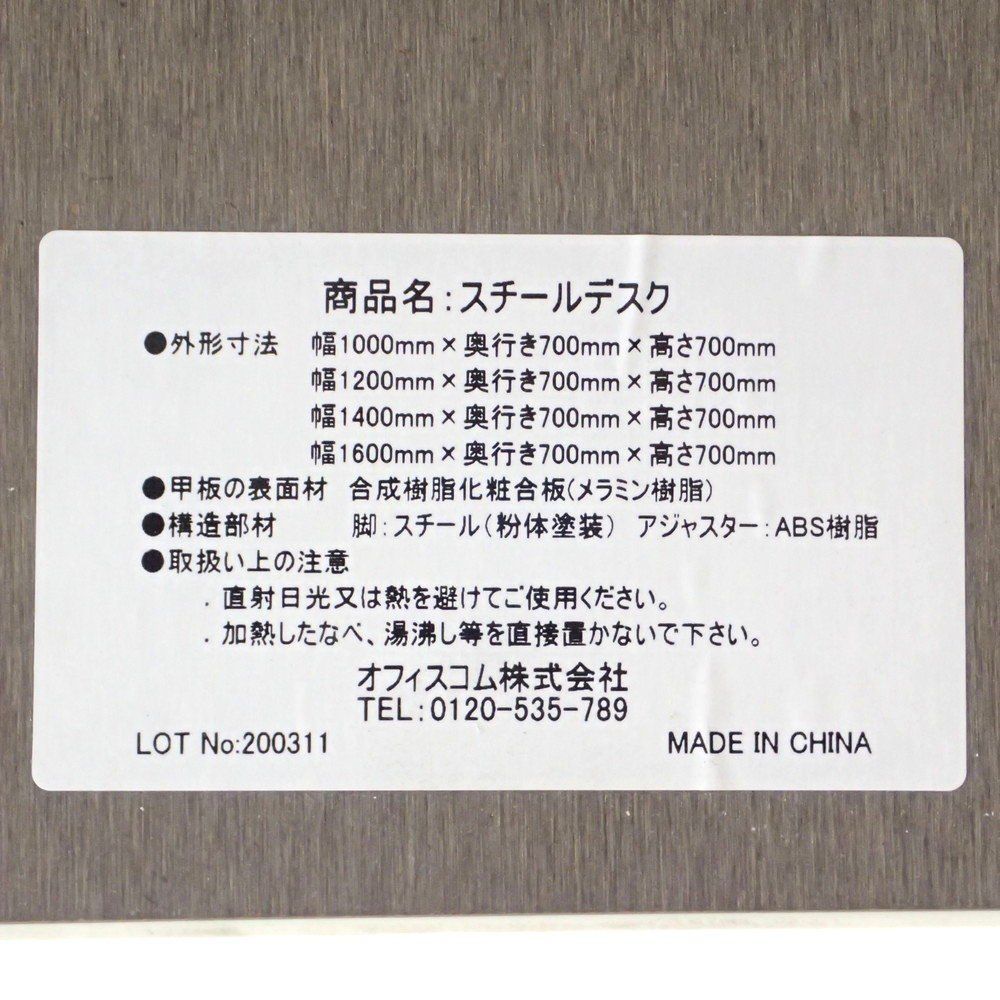 商品名:スチールデスク
●外形寸法 幅1000mm×奥行き700mm×高さ700mm
幅1200mm×奥行き700mm×高さ700mm
幅1400mm×奥行き700mm×高さ700mm
幅1600mm×奥行き700mm×高さ700mm
●甲板の表面材 合成樹脂化粧合板(メラミン樹脂)
●構造部材 脚:スチール(粉体塗装) アジャスター:ABS樹脂
●取扱い上の注意
.直射日光又は熱を避けてご使用ください。
.加熱したなべ、湯沸し等を直接置かないで下さい。
オフィスコム株式会社
TEL:0120-535-789
LOT No:200311 MADE IN CHINA